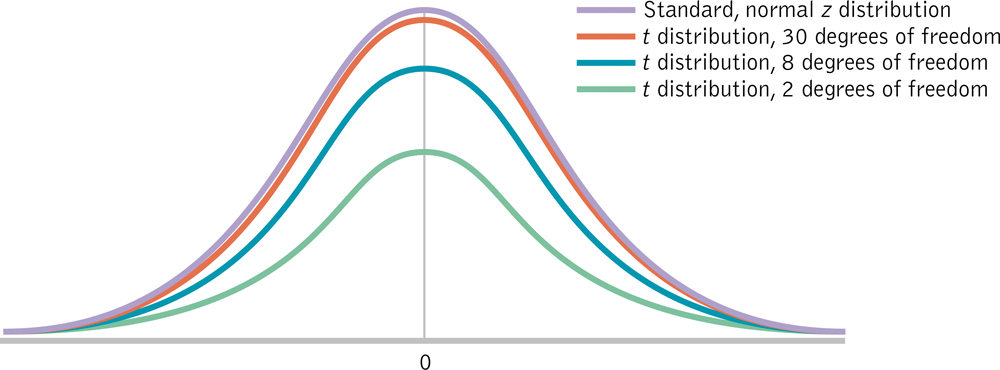 Standard, normal z distribution
t distribution, 30 degrees of freedom
t distribution, 8 degrees of freedom
t distribution, 2 degrees of freedom
0